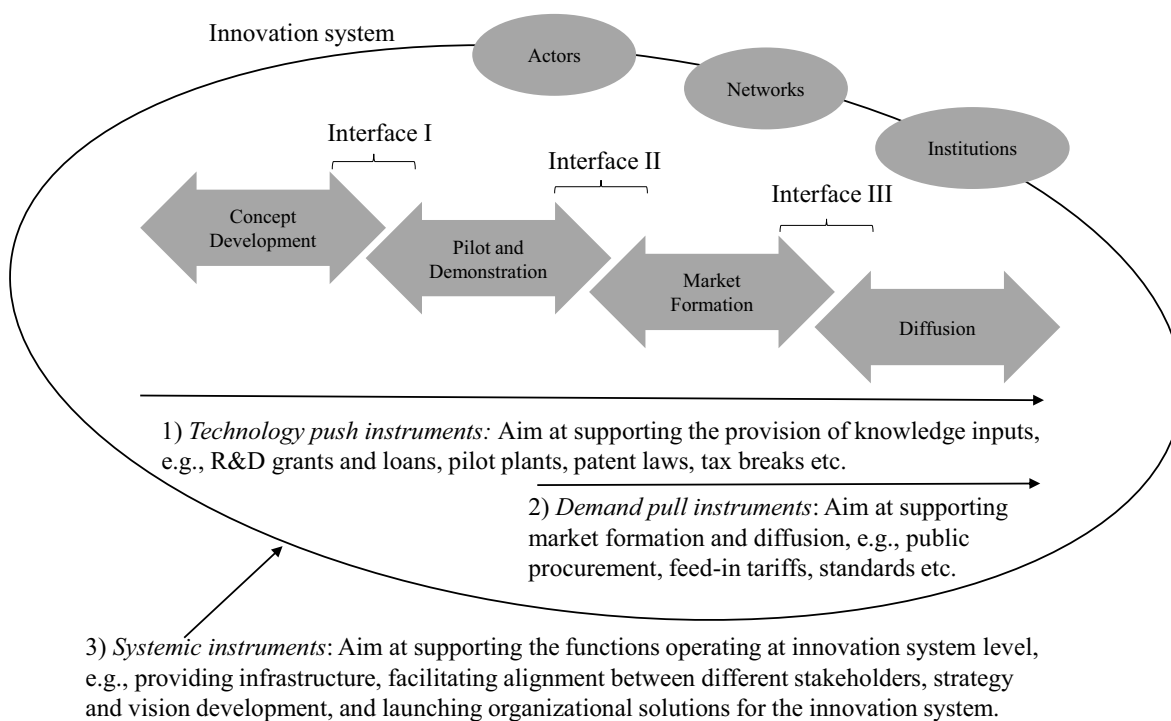 Innovation system
Actors
Networks
Institutions
Interface I
Interface II
Interface III
Concept
Development
Pilot and
Demonstration
Market
Formation
Diffusion
1) Technology push instruments: Aim at supporting the provision of knowledge inputs,
e.g., R&D grants and loans, pilot plants, patent laws, tax breaks etc.
2) Demand pull instruments: Aim at supporting
market formation and diffusion, e.g., public
procurement, feed-in tariffs, standards etc.
3) Systemic instruments: Aim at supporting the functions operating at innovation system level,
e.g., providing infrastructure, facilitating alignment between different stakeholders, strategy
and vision development, and launching organizational solutions for the innovation system.